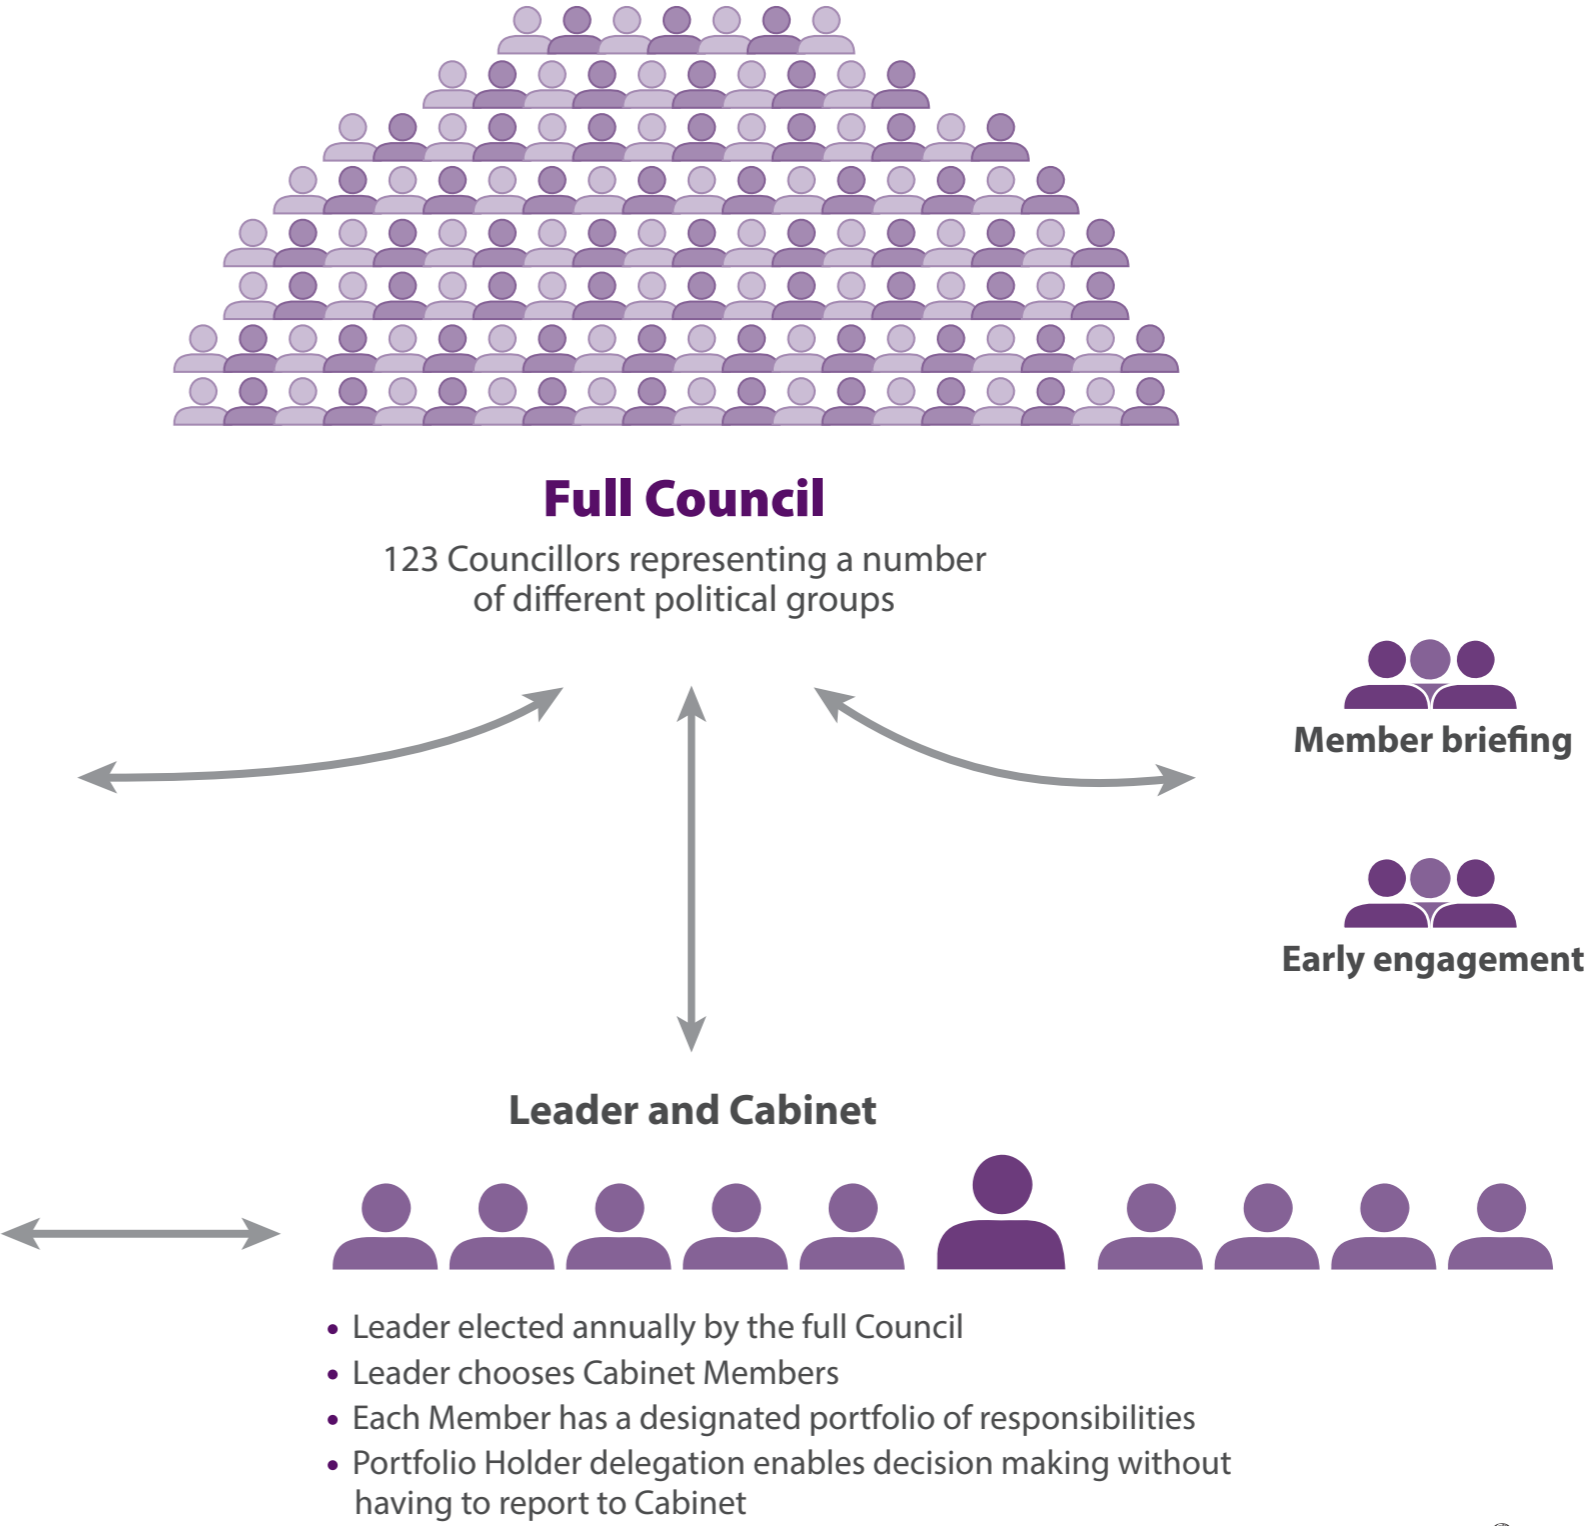 Full Council
123 Councillors representing a number
of different political groups
Member briefing
Early engagement
Leader and Cabinet
• Leader elected annually by the full Council
• Leader chooses Cabinet Members
• Each Member has a designated portfolio of responsibilities
• Portfolio Holder delegation enables decision making without
having to report to Cabinet